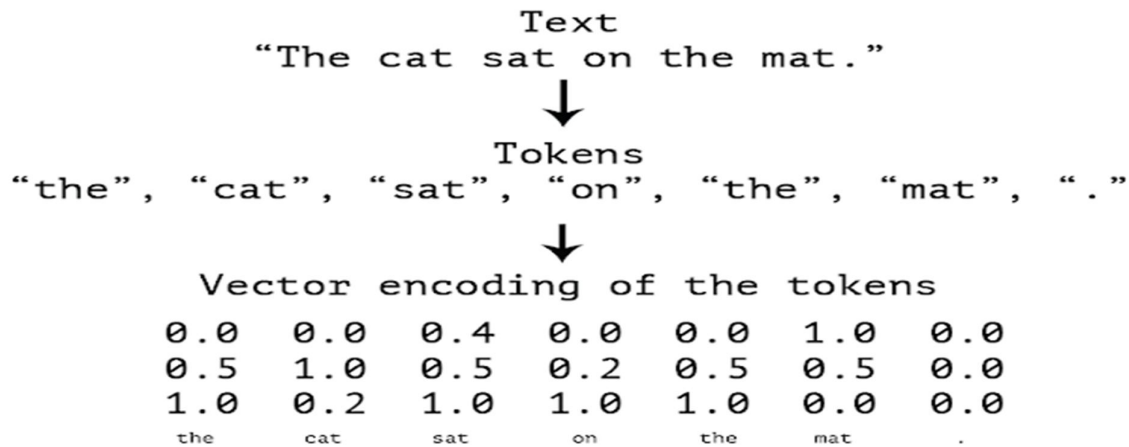 Text
“The cat sat on the mat.”
Tokens
“the”, “cat”, “sat”, “on”, “the”, “mat”, “.”
Vector encoding of the tokens
0.0 0.0 0.4 0.0 0.0 1.0 0.0
0.5 1.0 0.5 0.2 0.5 0.5 0.0
1.0 0.2 1.0 1.0 1.0 0.0 0.0
the cat sat on the mat .